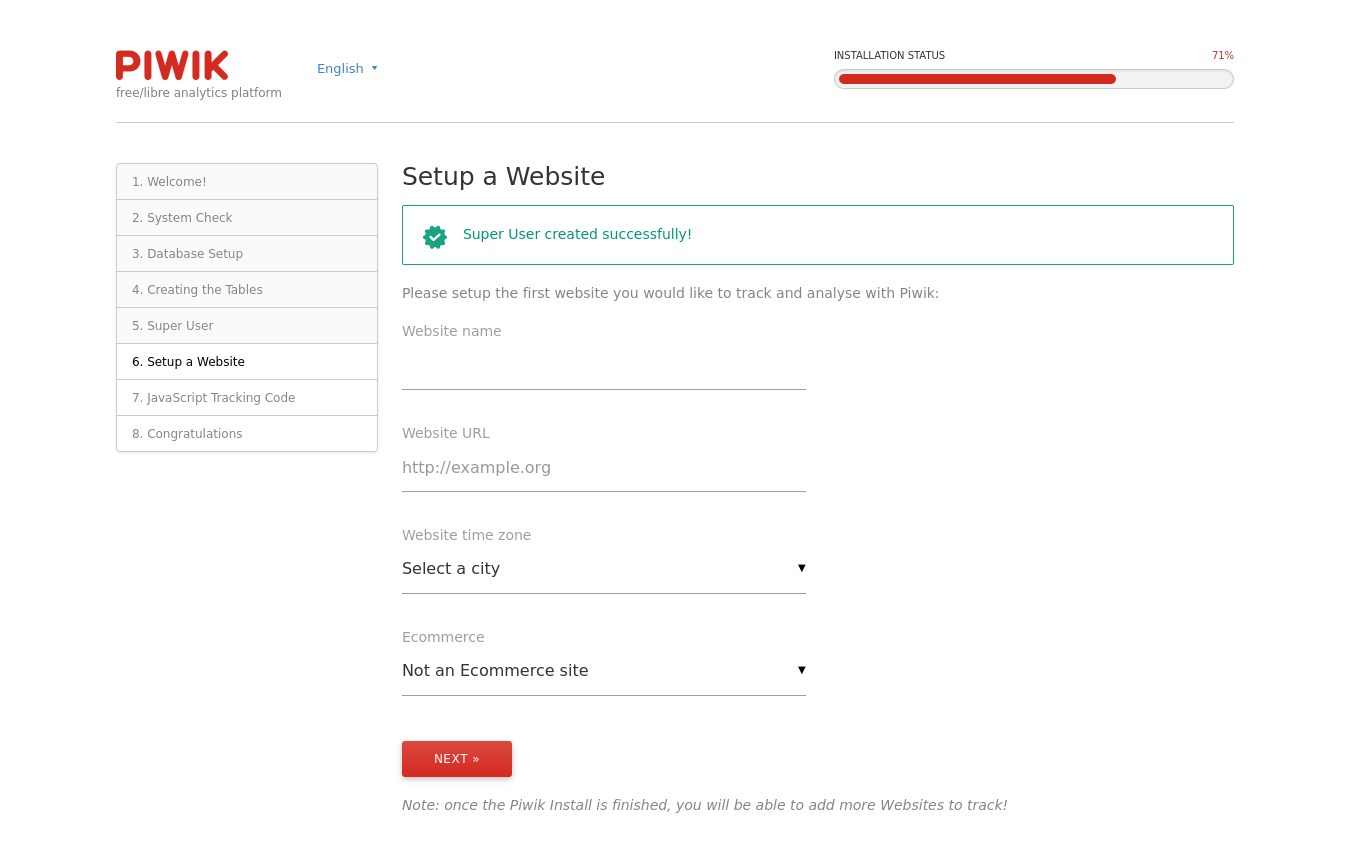 PIWIK
free/libre analytics platform
English
INSTALLATION STATUS 71%
1. Welcome!
2. System Check
3. Database Setup
4. Creating the Tables
5. Super User
6. Setup a Website
7. JavaScript Tracking Code
8. Congratulations
Setup a Website
Super User created successfully!
Please setup the first website you would like to track and analyse with Piwik:
Website name
Website URL
http://example.org
Website time zone
Select a city
Ecommerce
Not an Ecommerce site
NEXT »
Note: once the Piwik Install is finished, you will be able to add more Websites to track!